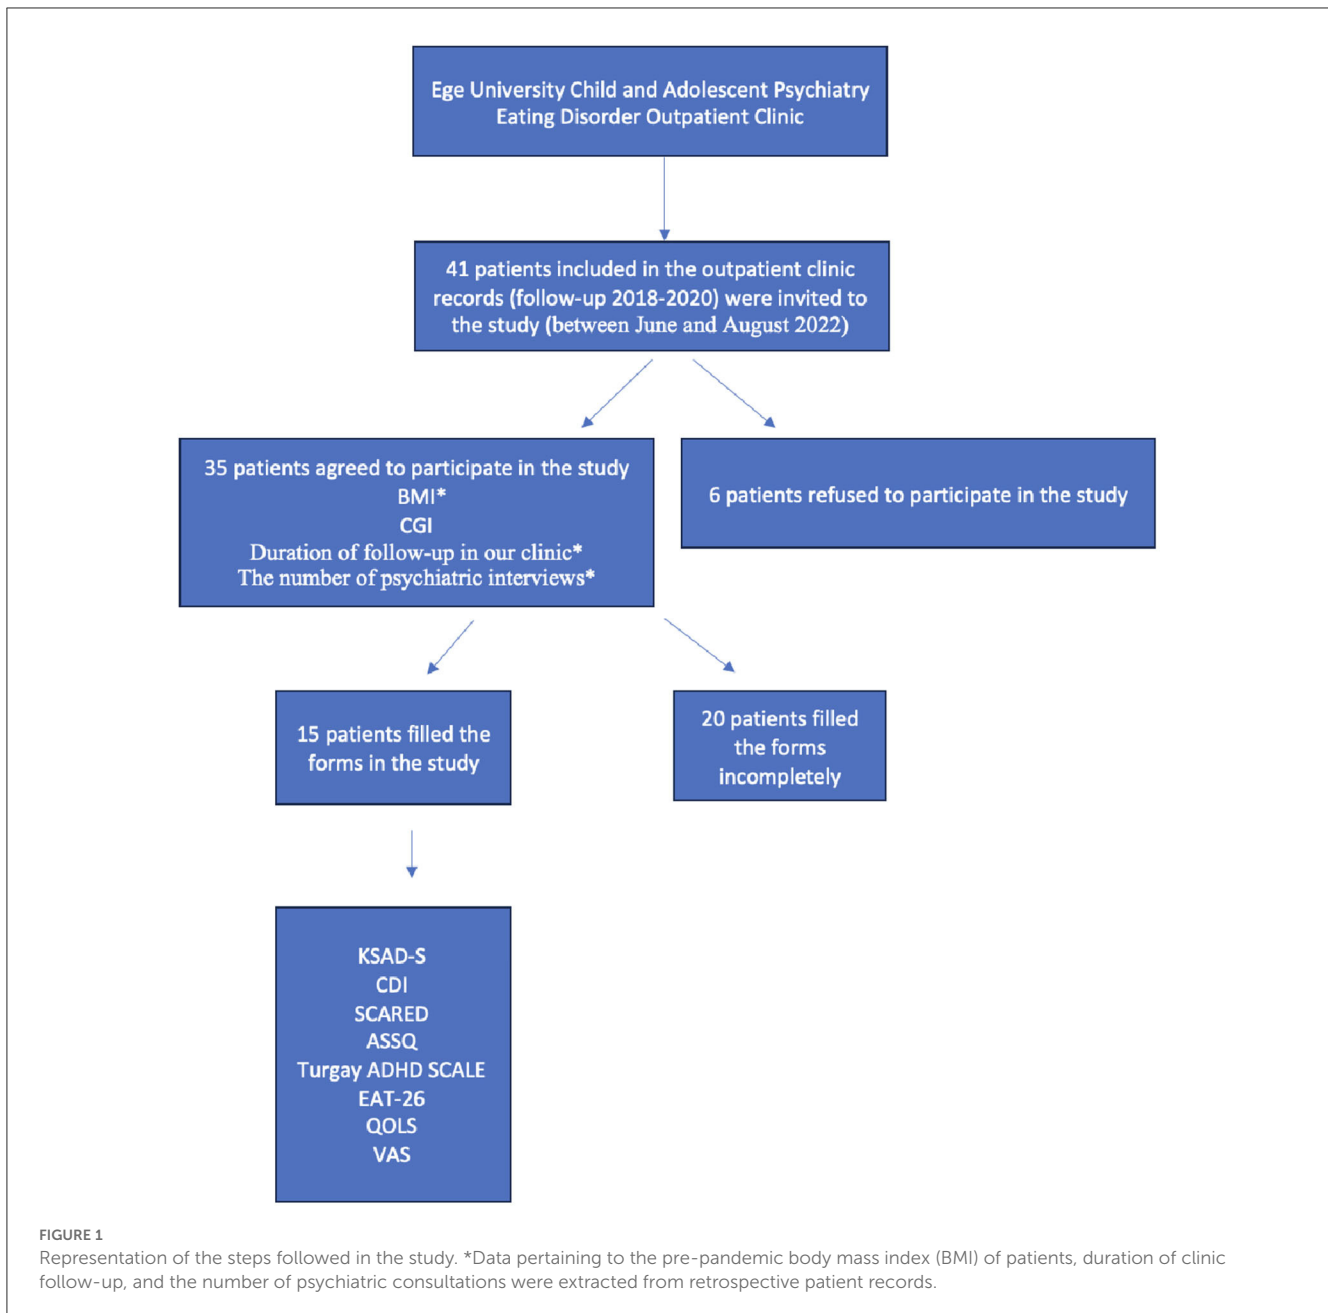 Ege University Child and Adolescent Psychiatry
Eating Disorder Outpatient Clinic
41 patients included in the outpatient clinic
records (follow-up 2018-2020) were invited to
the study (between June and August 2022)
35 patients agreed to participate in the study
BMI*
CGI
Duration of follow-up in our clinic*
The number of psychiatric interviews*
6 patients refused to participate in the study
15 patients filled the
forms in the study
20 patients filled
the forms
incompletely
KSAD-S
CDI
SCARED
ASSQ
Turgay ADHD SCALE
EAT-26
QOLS
VAS
FIGURE 1
Representation of the steps followed in the study. *Data pertaining to the pre-pandemic body mass index (BMI) of patients, duration of clinic
follow-up, and the number of psychiatric consultations were extracted from retrospective patient records.